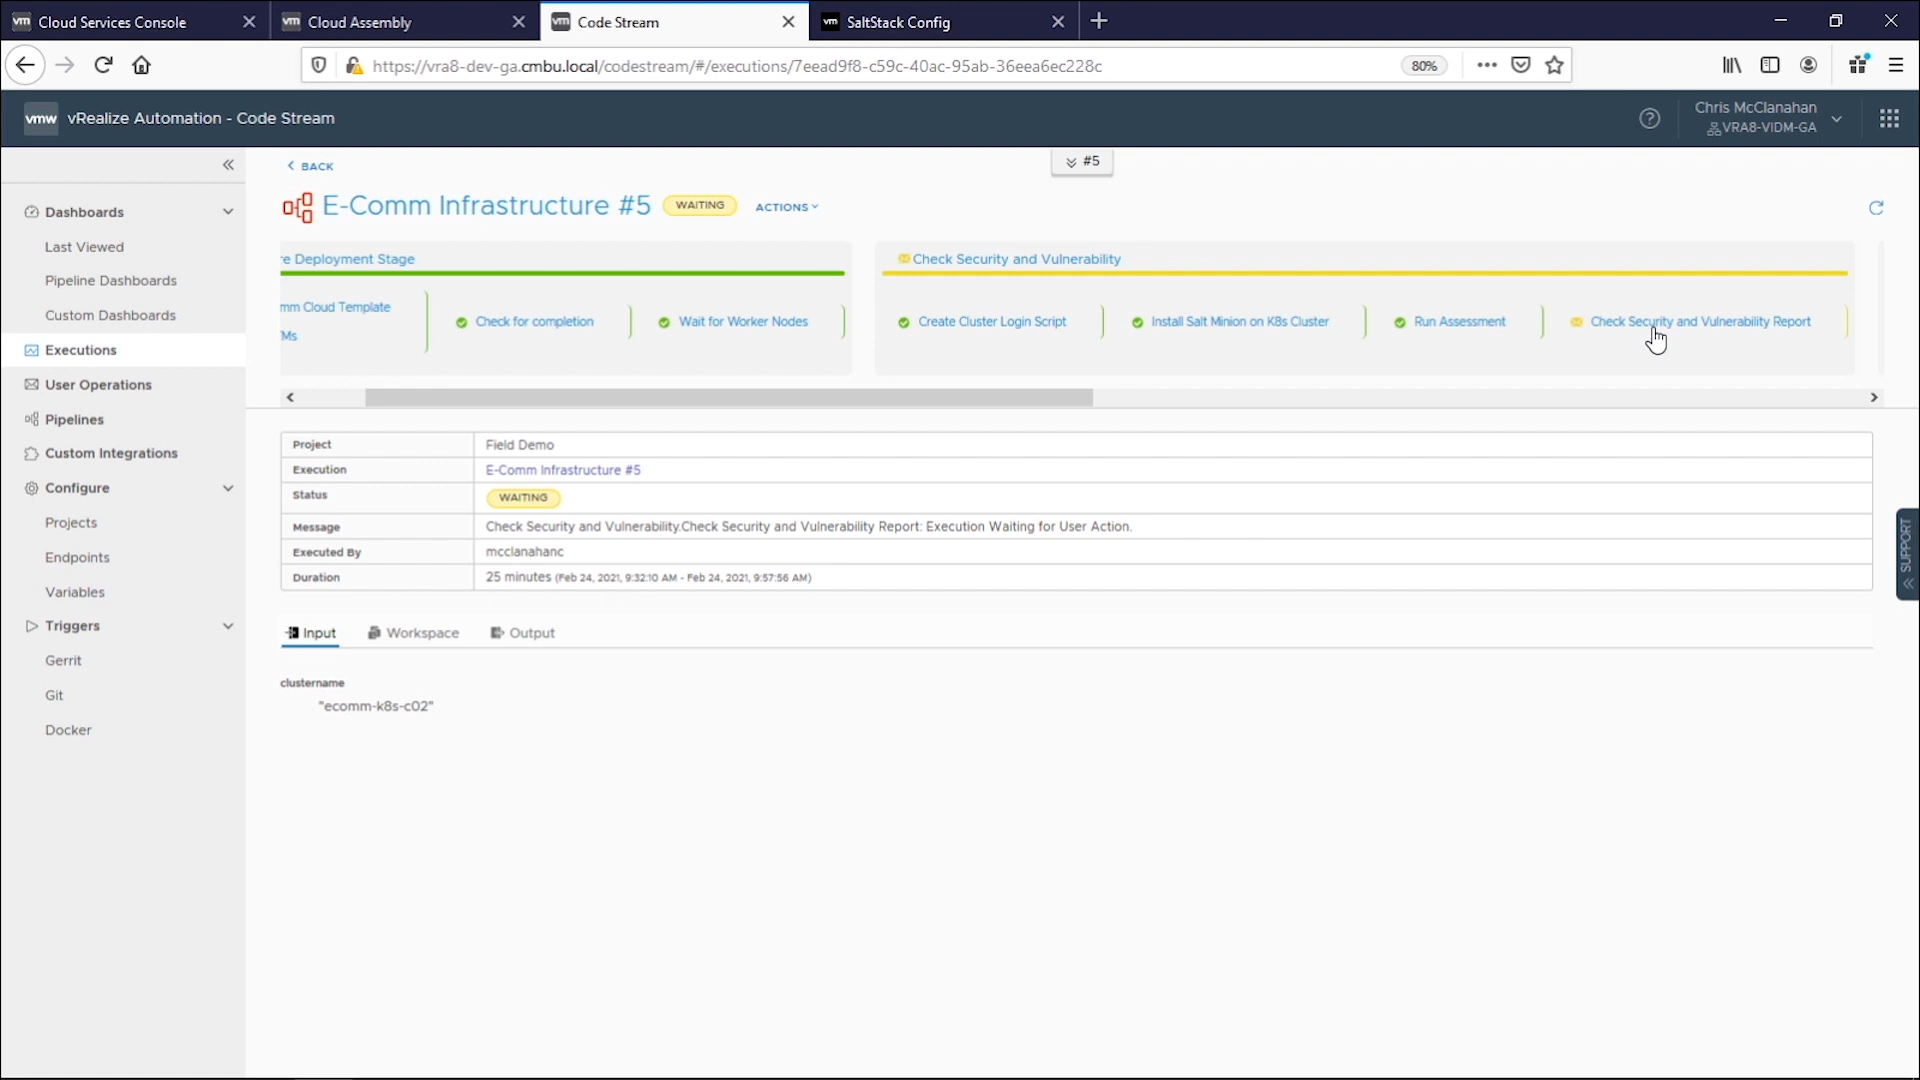 vm Cloud Services Console
vm Cloud Assembly
vm Code Stream
vm SaltStack Config
https://vra8-dev-ga.cmbu.local/codestream/#/executions/7eead9f8-c59c-40ac-95ab-36eea6ec228c
80%
vmw vRealize Automation - Code Stream
Chris McClanahan
VRA8-VIDM-GA
Dashboards
Last Viewed
Pipeline Dashboards
Custom Dashboards
Executions
User Operations
Pipelines
Custom Integrations
Configure
Projects
Endpoints
Variables
Triggers
Gerrit
Git
Docker
BACK
#5
E-Comm Infrastructure #5 WAITING ACTIONS
e Deployment Stage
mm Cloud Template
Ms
Check for completion
Wait for Worker Nodes
Check Security and Vulnerability
Create Cluster Login Script
Install Salt Minion on K8s Cluster
Run Assessment
Check Security and Vulnerability Report
Project Field Demo
Execution E-Comm Infrastructure #5
Status WAITING
Message Check Security and Vulnerability.Check Security and Vulnerability Report: Execution Waiting for User Action.
Executed By mcclanahanc
Duration 25 minutes (Feb 24, 2021, 9:32:10 AM - Feb 24, 2021, 9:57:56 AM)
Input Workspace Output
clustername
"ecomm-k8s-c02"
SUPPORT